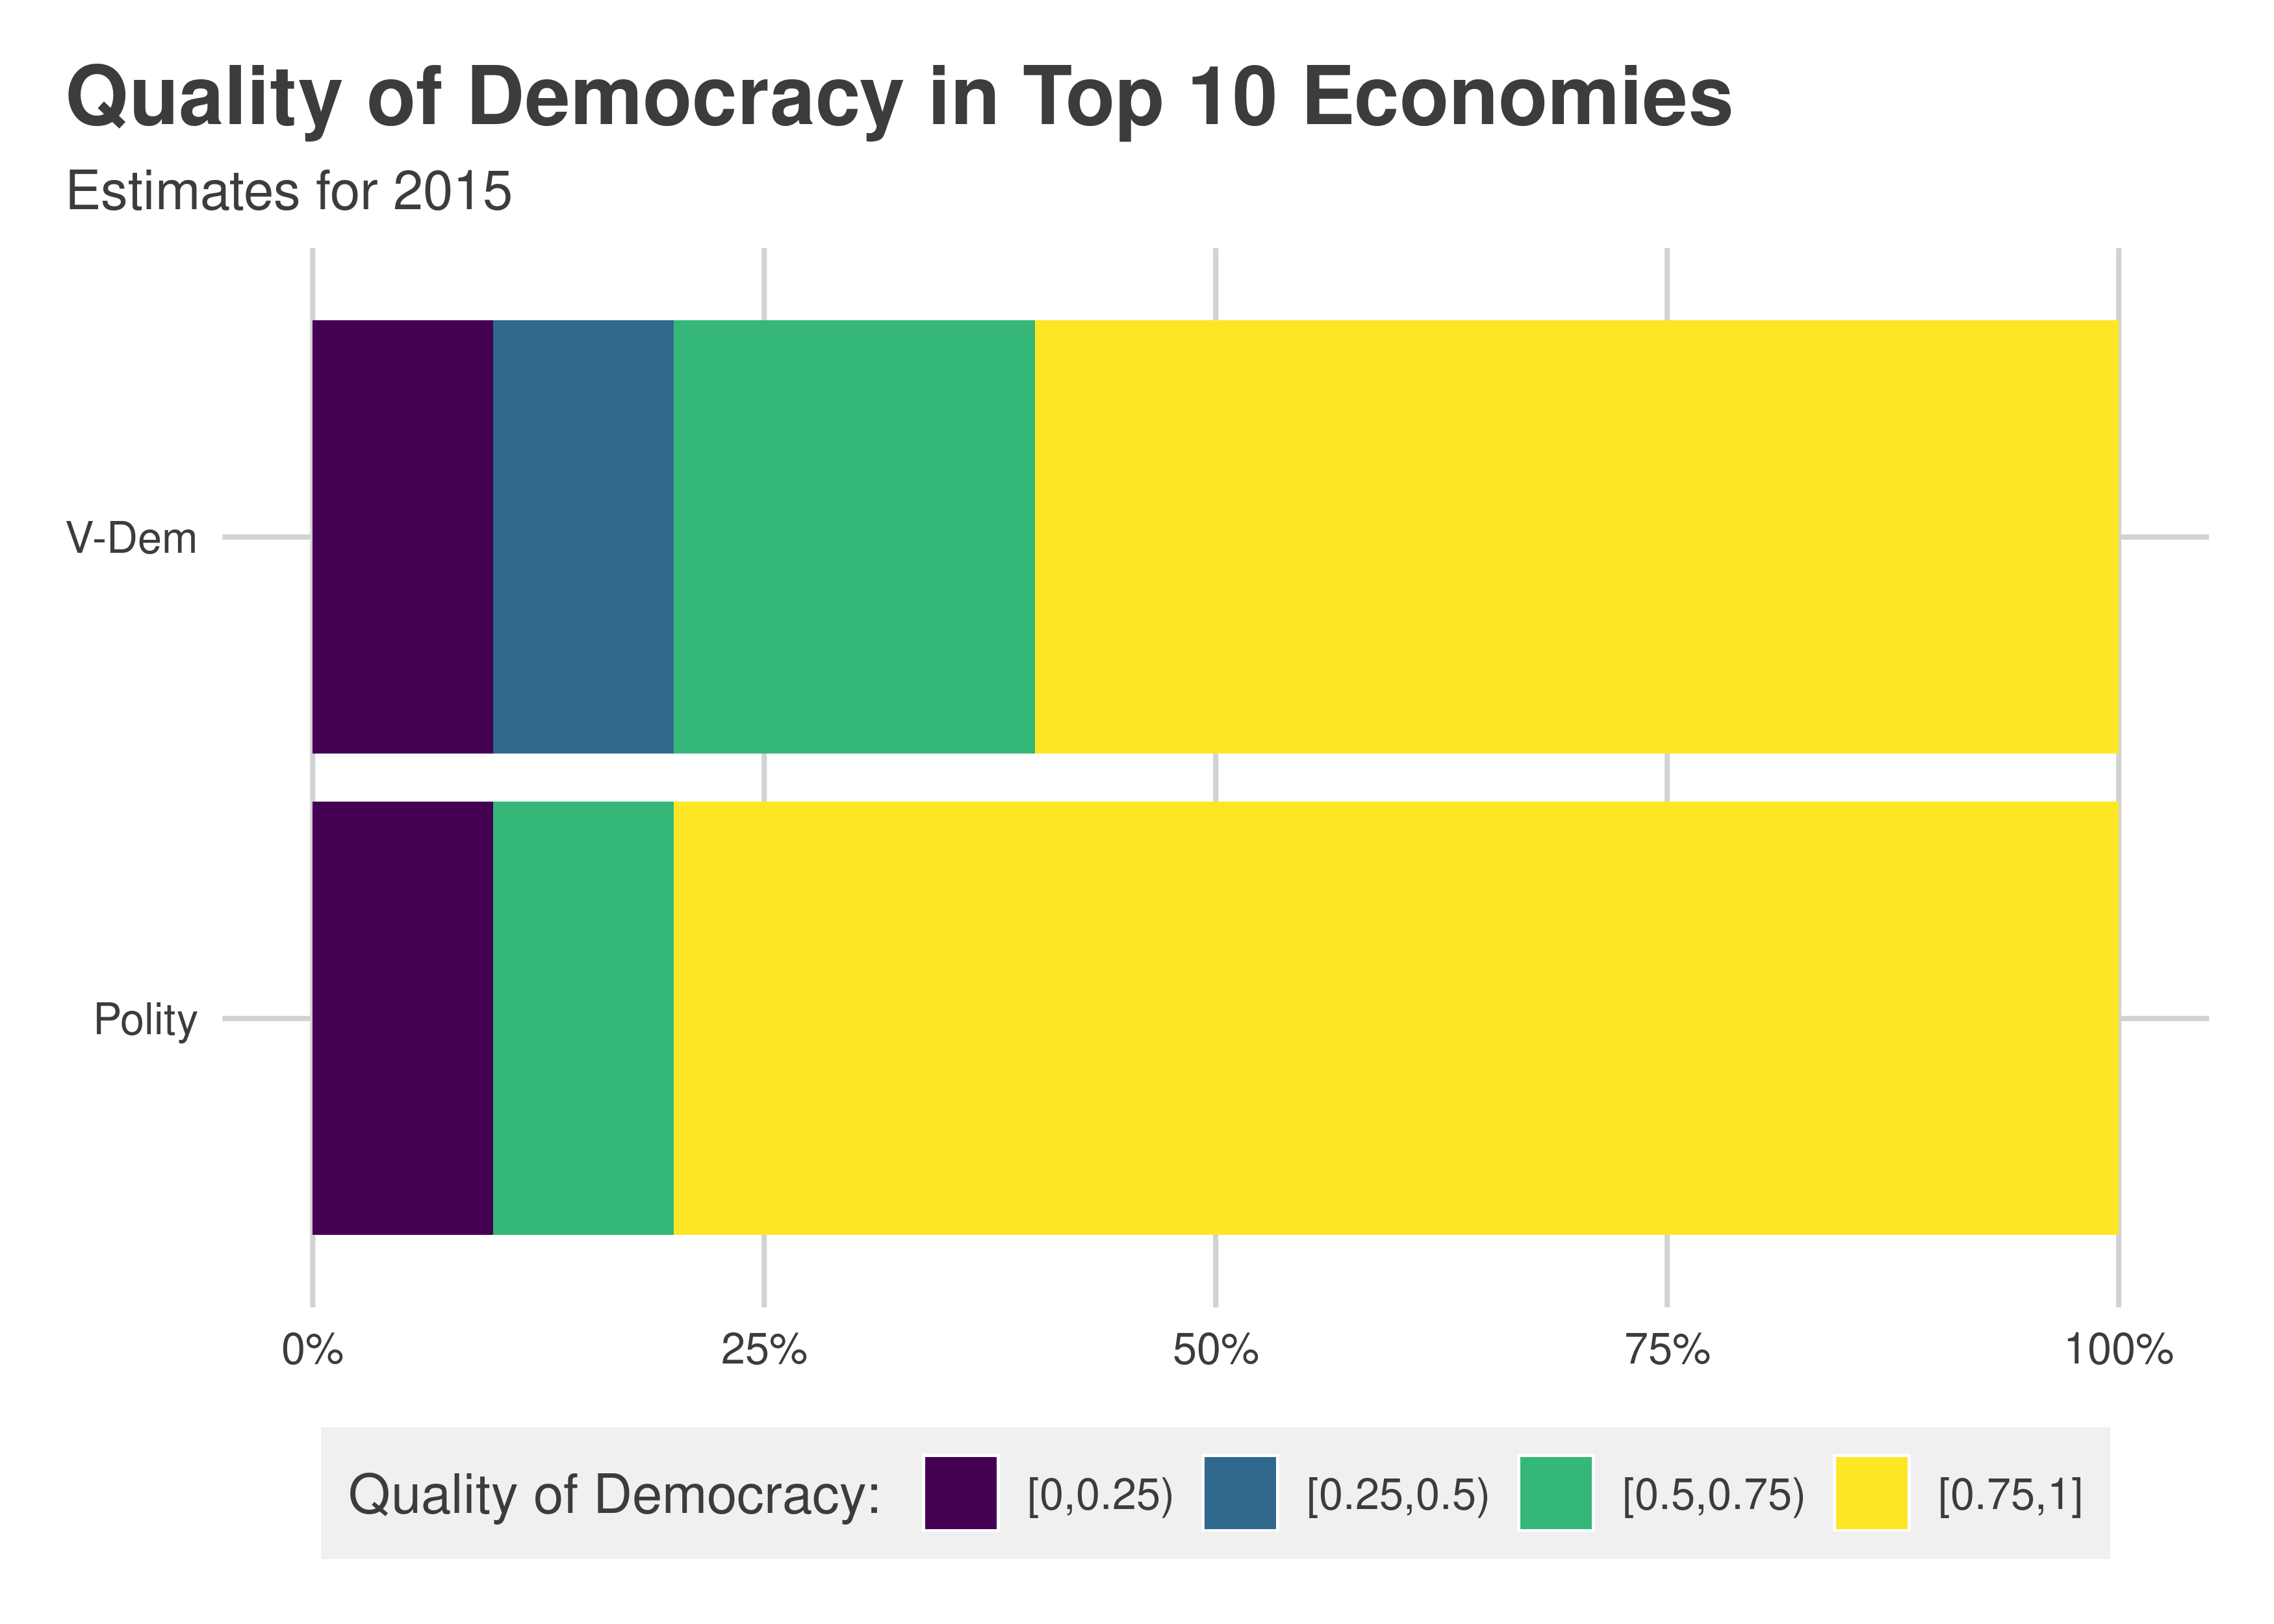 Quality of Democracy in Top 10 Economies
Estimates for 2015
V-Dem
Polity
0% 25% 50% 75% 100%
Quality of Democracy: [0,0.25) [0.25,0.5) [0.5,0.75) [0.75,1]